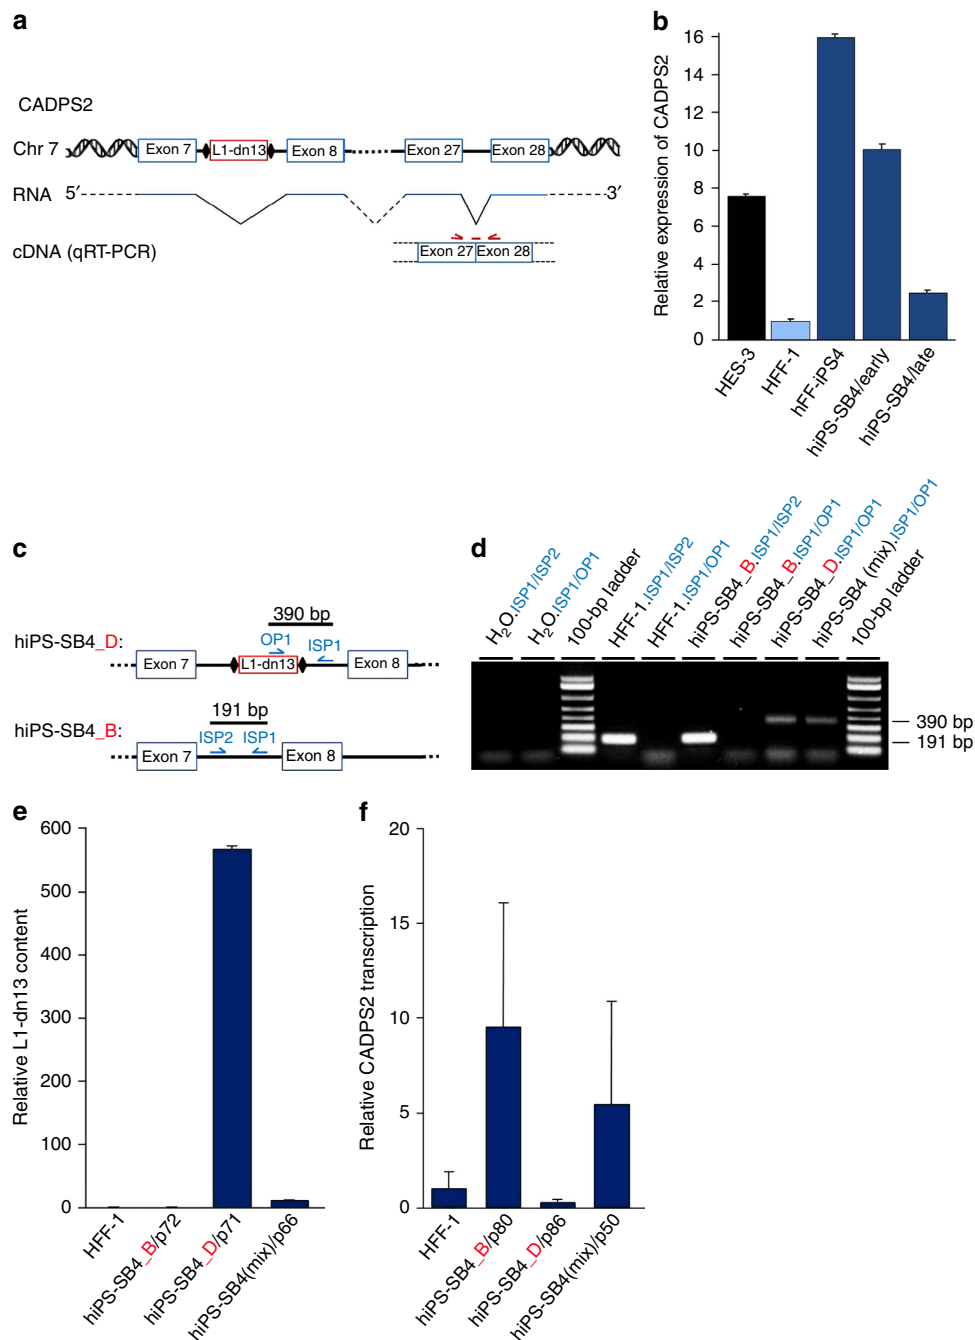 a
CADPS2
Chr 7
Exon 7
L1-dn13
Exon 8
Exon 27
Exon 28
RNA
5′
3′
cDNA (qRT-PCR)
Exon 27
Exon 28
b
Relative expression of CADPS2
16
14
12
10
8
6
4
2
0
HES-3
HFF-1
hFF-iPS4
hiPS-SB4/early
hiPS-SB4/late
c
390 bp
hiPS-SB4_D:
OP1
ISP1
Exon 7
L1-dn13
Exon 8
191 bp
hiPS-SB4_B:
ISP2
ISP1
Exon 7
Exon 8
d
H2O.ISP1/ISP2
H2O.ISP1/OP1
100-bp ladder
HFF-1.ISP1/ISP2
HFF-1.ISP1/OP1
hiPS-SB4_B.ISP1/ISP2
hiPS-SB4_B.ISP1/OP1
hiPS-SB4_D.ISP1/OP1
hiPS-SB4 (mix).ISP1/OP1
100-bp ladder
390 bp
191 bp
e
Relative L1-dn13 content
600
500
400
300
200
100
0
HFF-1
hiPS-SB4_B/p72
hiPS-SB4_D/p71
hiPS-SB4(mix)/p66
f
Relative CADPS2 transcription
20
15
10
5
0
HFF-1
hiPS-SB4_B/p80
hiPS-SB4_D/p86
hiPS-SB4(mix)/p50